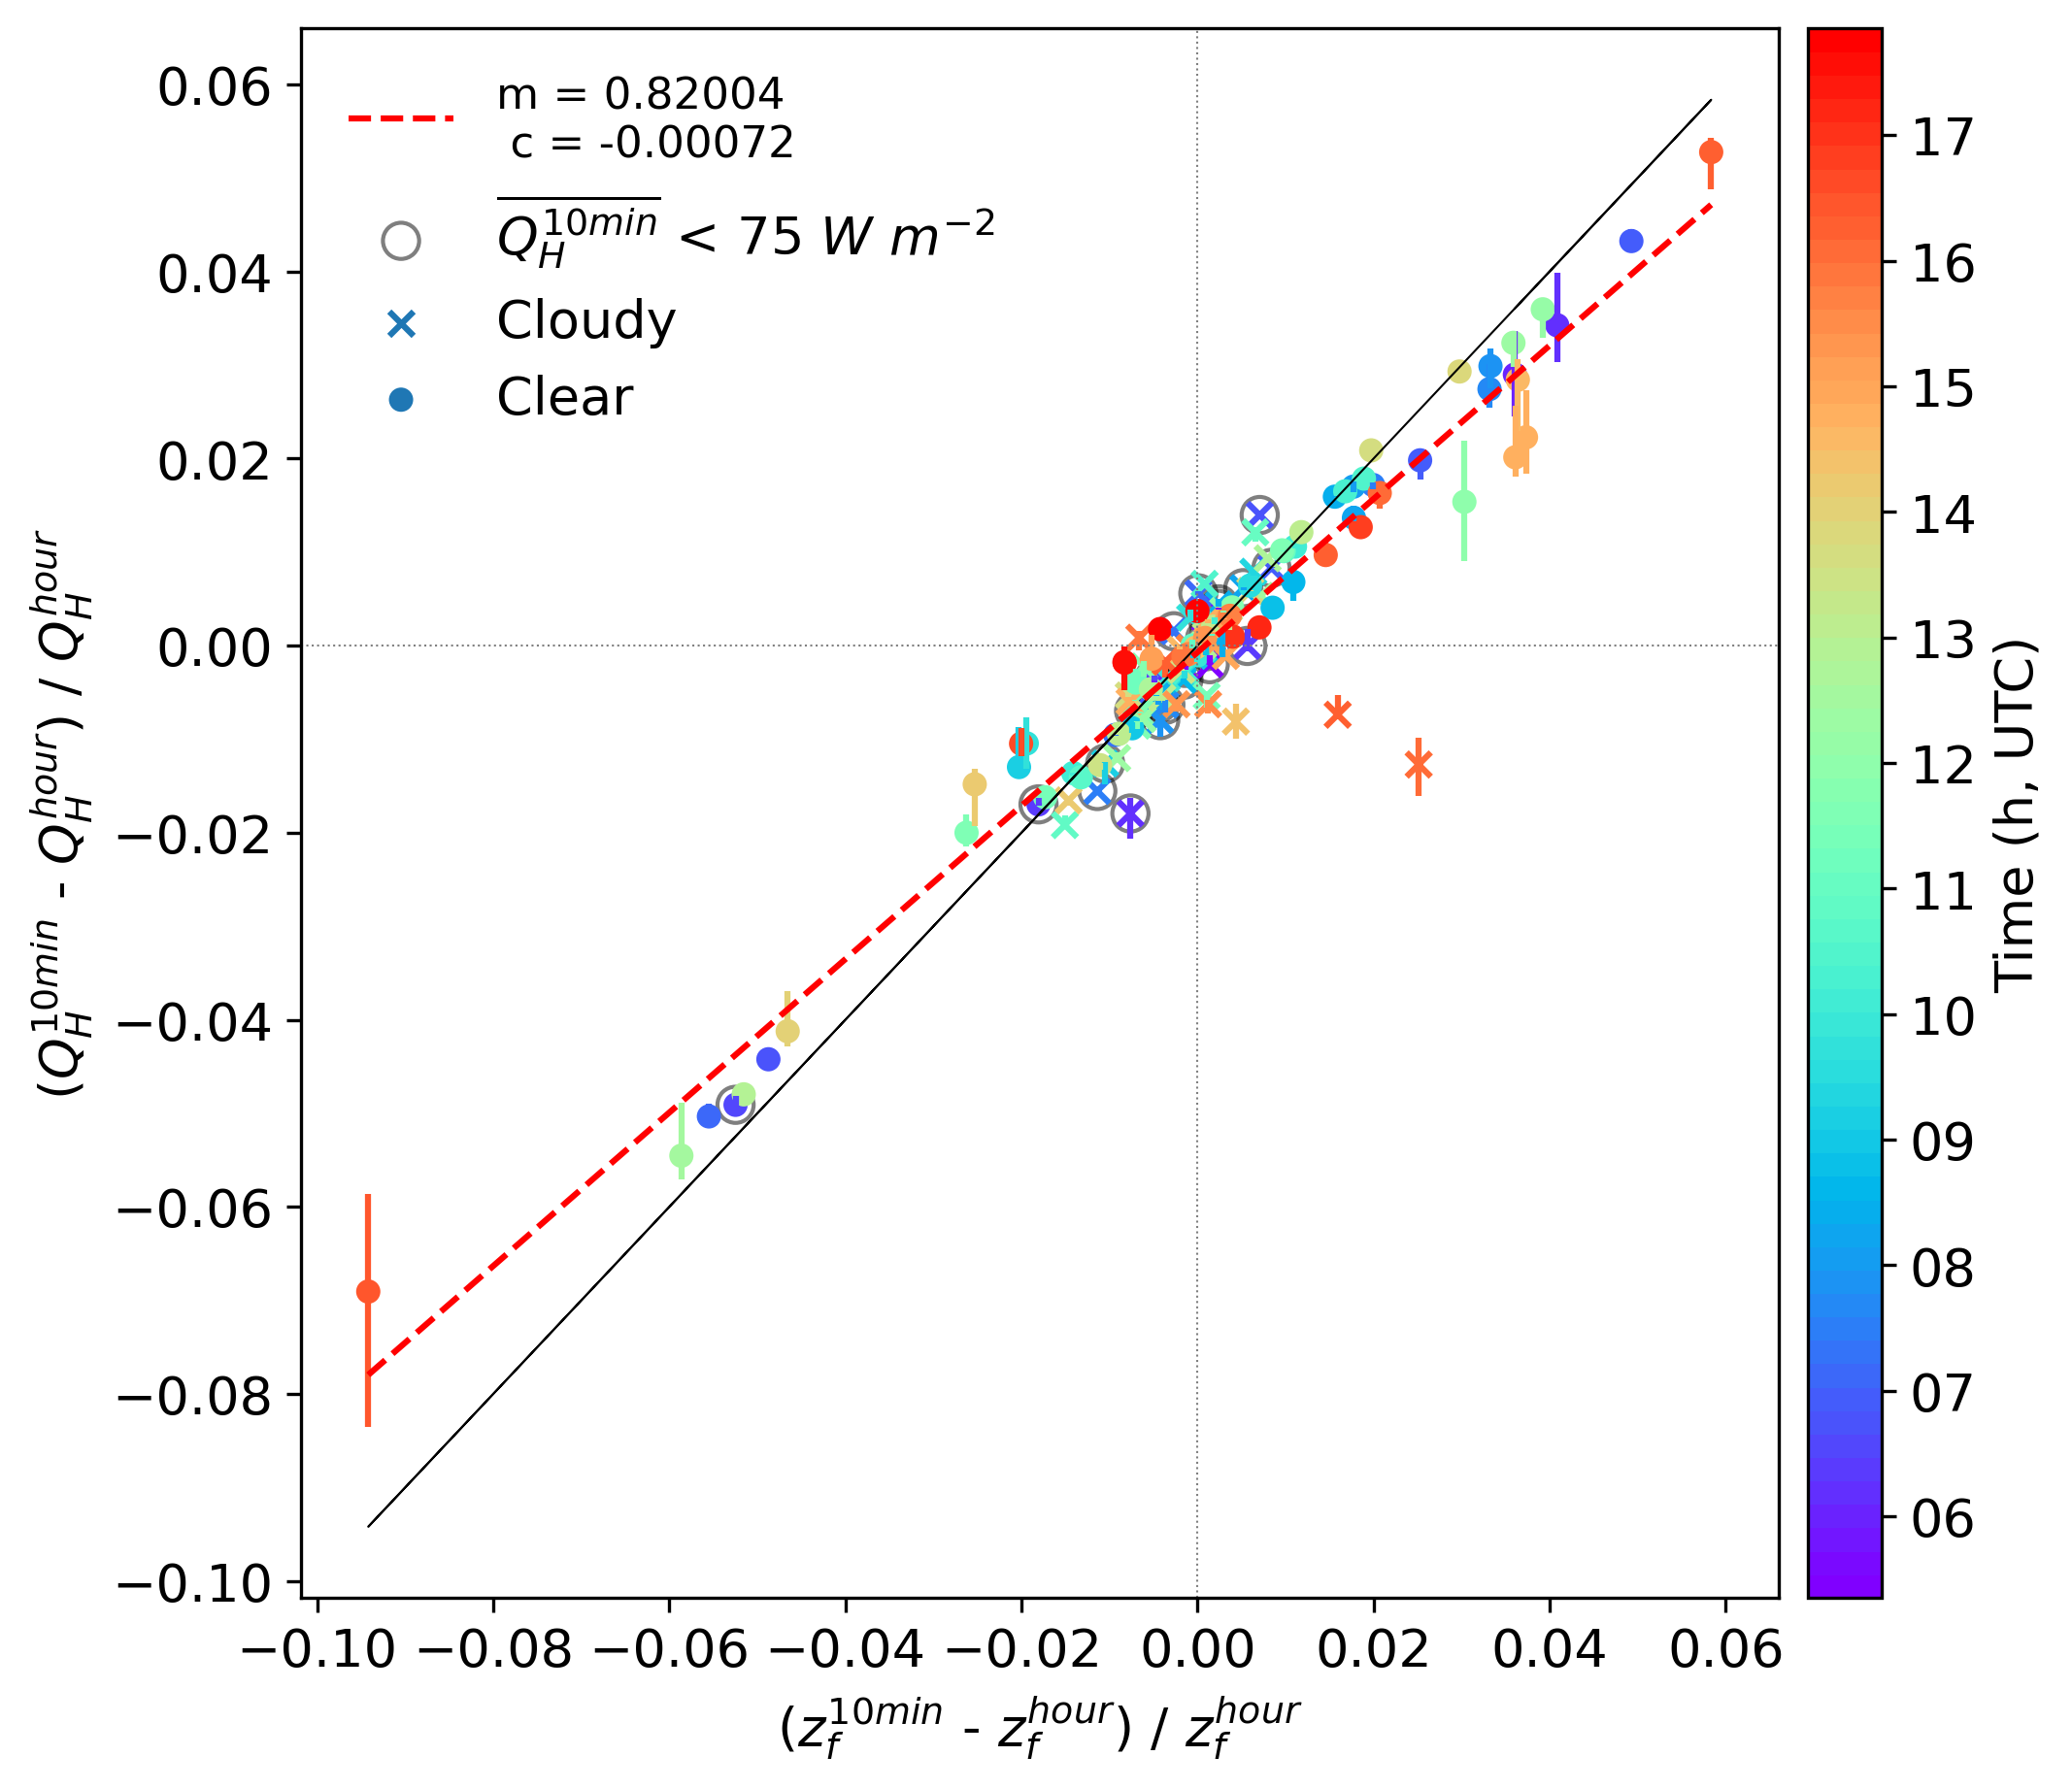 m = 0.82004
c = -0.00072
Q_H^{10min} < 75 W m^{-2}
Cloudy
Clear
0.06
0.04
0.02
0.00
−0.02
−0.04
−0.06
−0.08
−0.10
(Q_H^{10min} - Q_H^{hour}) / Q_H^{hour}
−0.10 −0.08 −0.06 −0.04 −0.02 0.00 0.02 0.04 0.06
(z_f^{10min} - z_f^{hour}) / z_f^{hour}
17
16
15
14
13
12
11
10
09
08
07
06
Time (h, UTC)